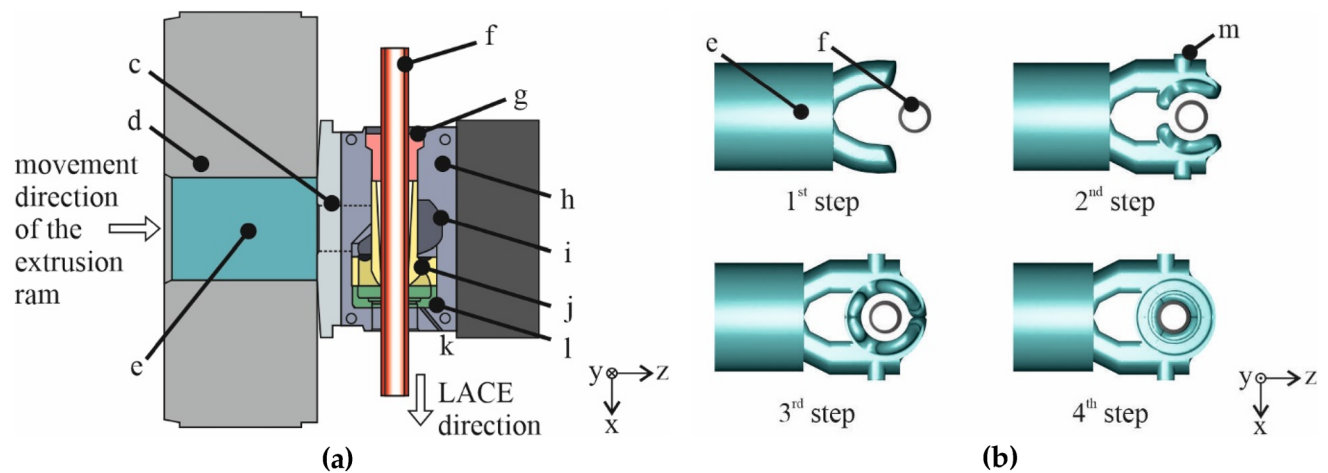 c
d
movement
direction
of the
extrusion
ram
e
f
g
h
i
j
k
l
LACE
direction
y
z
x
(a)
e
f
m
1st step
2nd step
3rd step
4th step
y
z
x
(b)